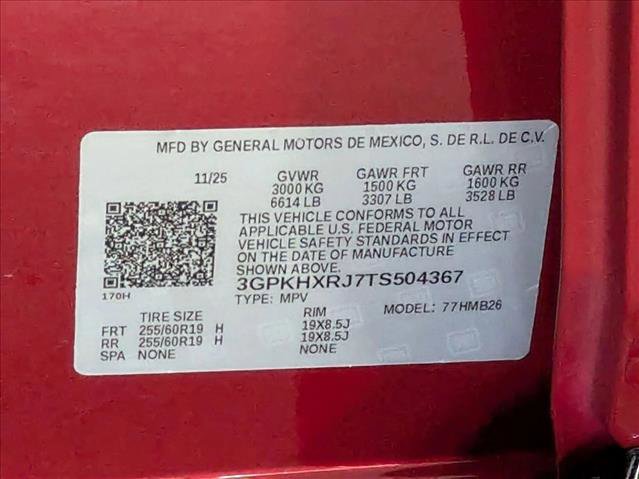 MFD BY GENERAL MOTORS DE MEXICO, S. DE R.L. DE C.V.
11/25 GVWR GAWR FRT GAWR RR
3000 KG 1500 KG 1600 KG
6614 LB 3307 LB 3528 LB
THIS VEHICLE CONFORMS TO ALL
APPLICABLE U.S. FEDERAL MOTOR
VEHICLE SAFETY STANDARDS IN EFFECT
ON THE DATE OF MANUFACTURE
SHOWN ABOVE.
170H 3GPKHXRJ7TS504367
TYPE: MPV MODEL: 77HMB26
TIRE SIZE RIM
FRT 255/60R19 H 19X8.5J
RR 255/60R19 H 19X8.5J
SPA NONE NONE